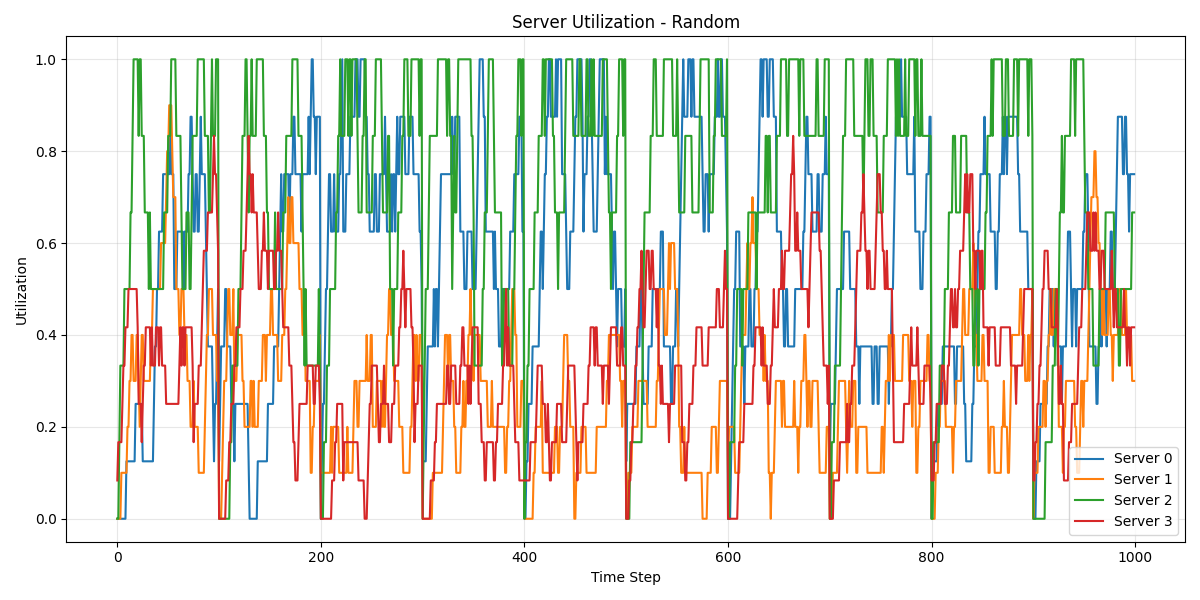 Server Utilization - Random
1.0
0.8
0.6
0.4
0.2
0.0
Utilization
0 200 400 600 800 1000
Time Step
Server 0
Server 1
Server 2
Server 3